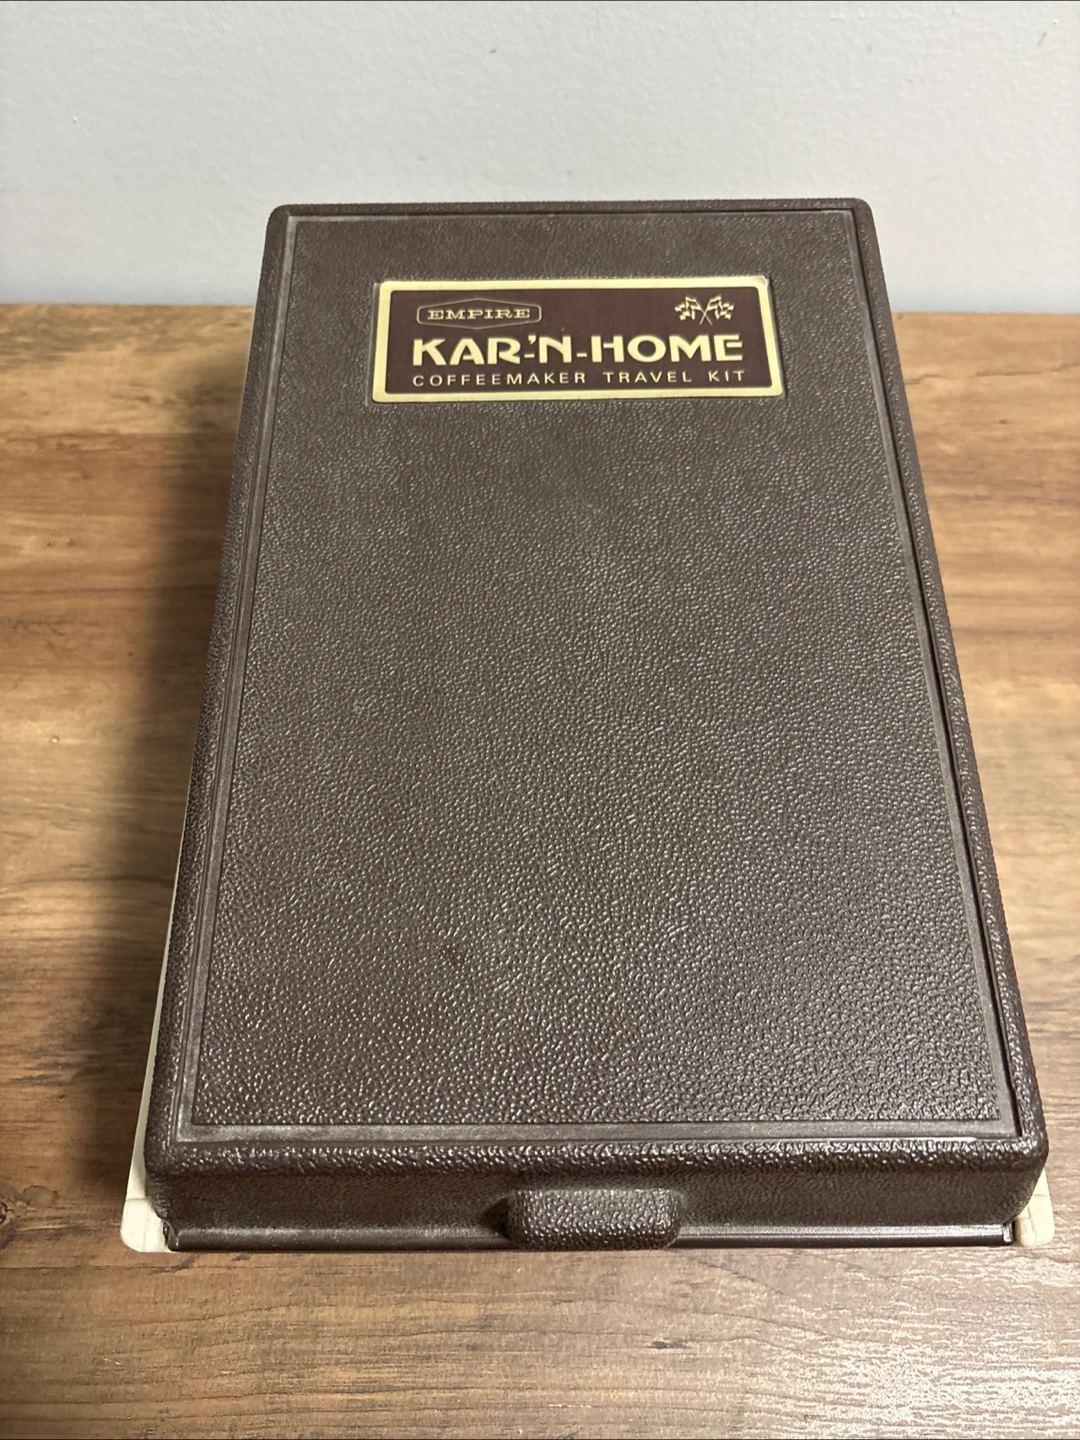 EMPIRE
KAR-'N-HOME
COFFEEMAKER TRAVEL KIT